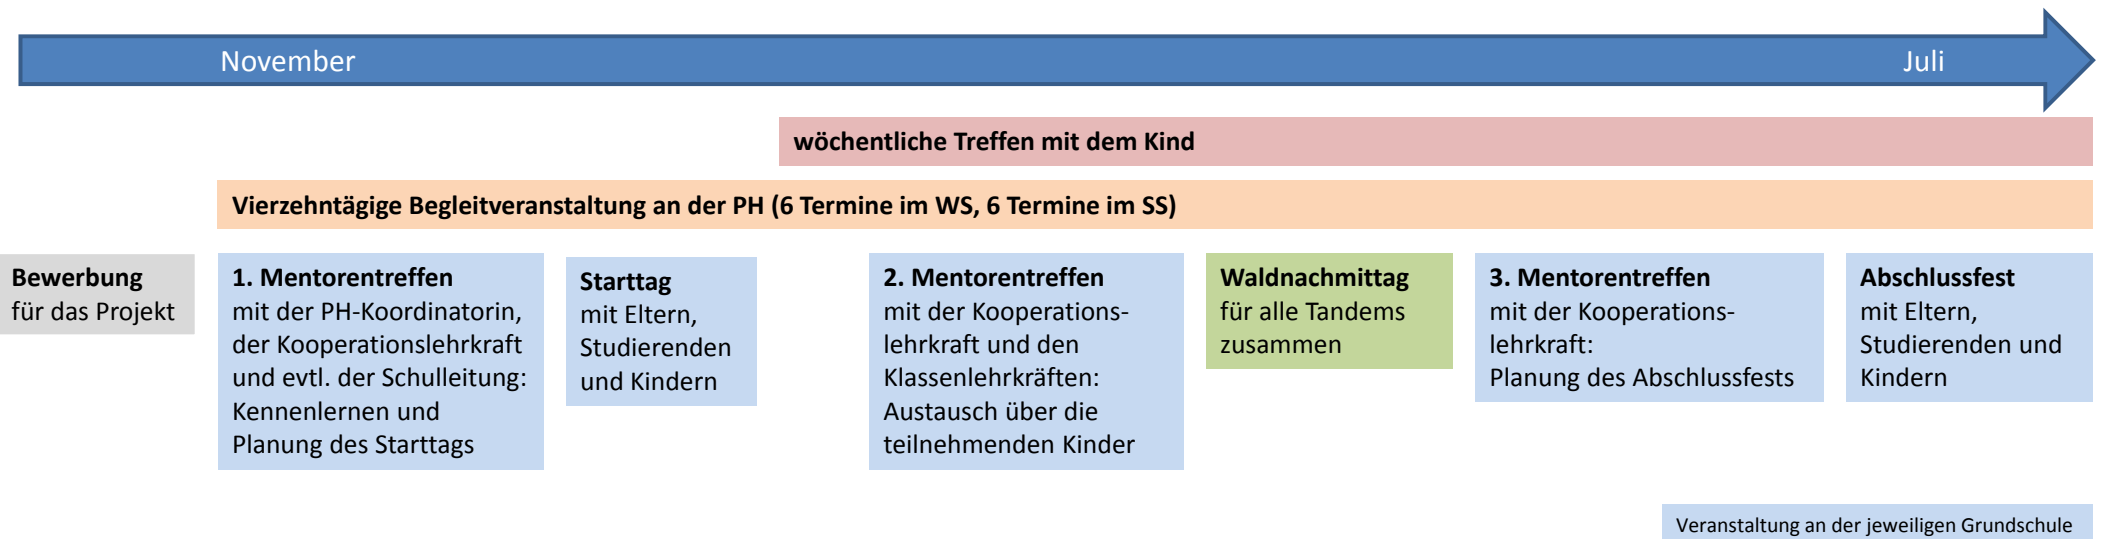 November
Juli
wöchentliche Treffen mit dem Kind
Vierzehntägige Begleitveranstaltung an der PH (6 Termine im WS, 6 Termine im SS)
Bewerbung
für das Projekt
1. Mentorentreffen
mit der PH-Koordinatorin,
der Kooperationslehrkraft
und evtl. der Schulleitung:
Kennenlernen und
Planung des Starttags
Starttag
mit Eltern,
Studierenden
und Kindern
2. Mentorentreffen
mit der Kooperations-
lehrkraft und den
Klassenlehrkräften:
Austausch über die
teilnehmenden Kinder
Waldnachmittag
für alle Tandems
zusammen
3. Mentorentreffen
mit der Kooperations-
lehrkraft:
Planung des Abschlussfests
Abschlussfest
mit Eltern,
Studierenden und
Kindern
Veranstaltung an der jeweiligen Grundschule